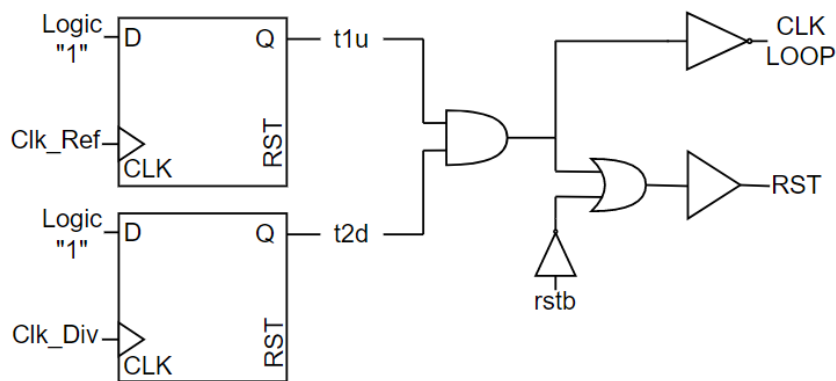 Logic
"1"
D
Q
t1u
RST
Clk_Ref
CLK
CLK
LOOP
RST
rstb
Logic
"1"
D
Q
t2d
RST
Clk_Div
CLK